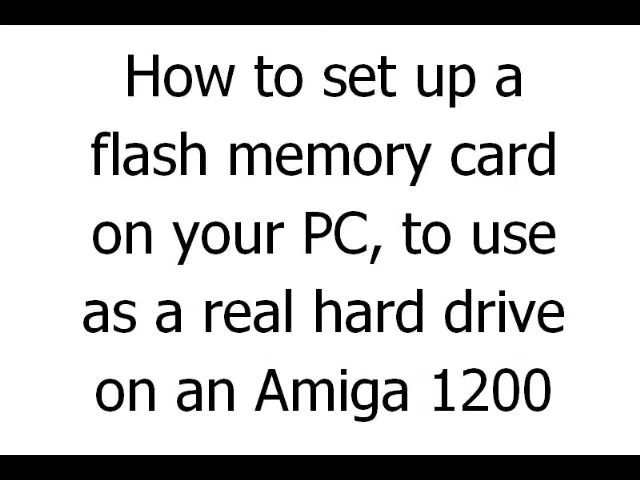 How to set up a
flash memory card
on your PC, to use
as a real hard drive
on an Amiga 1200